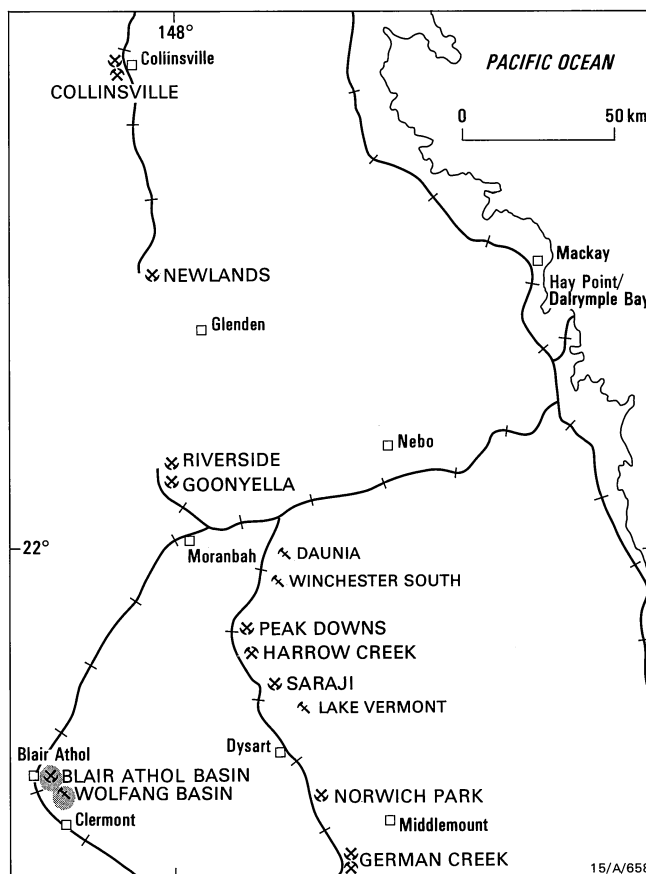 148°
Collinsville
COLLINSVILLE
PACIFIC OCEAN
0 50 km
Mackay
Hay Point/
Dalrymple Bay
NEWLANDS
Glenden
Nebo
RIVERSIDE
GOONYELLA
22°
Moranbah
DAUNIA
WINCHESTER SOUTH
PEAK DOWNS
HARROW CREEK
SARAJI
LAKE VERMONT
Dysart
Blair Athol
BLAIR ATHOL BASIN
WOLFANG BASIN
Clermont
NORWICH PARK
Middlemount
GERMAN CREEK
15/A/658